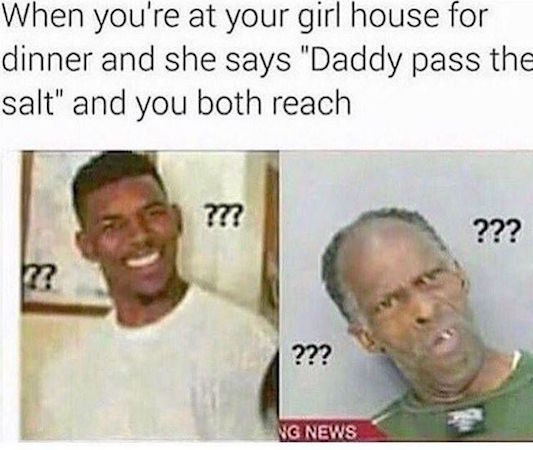 When you're at your girl house for
dinner and she says "Daddy pass the
salt" and you both reach
???
???
??
???
NG NEWS